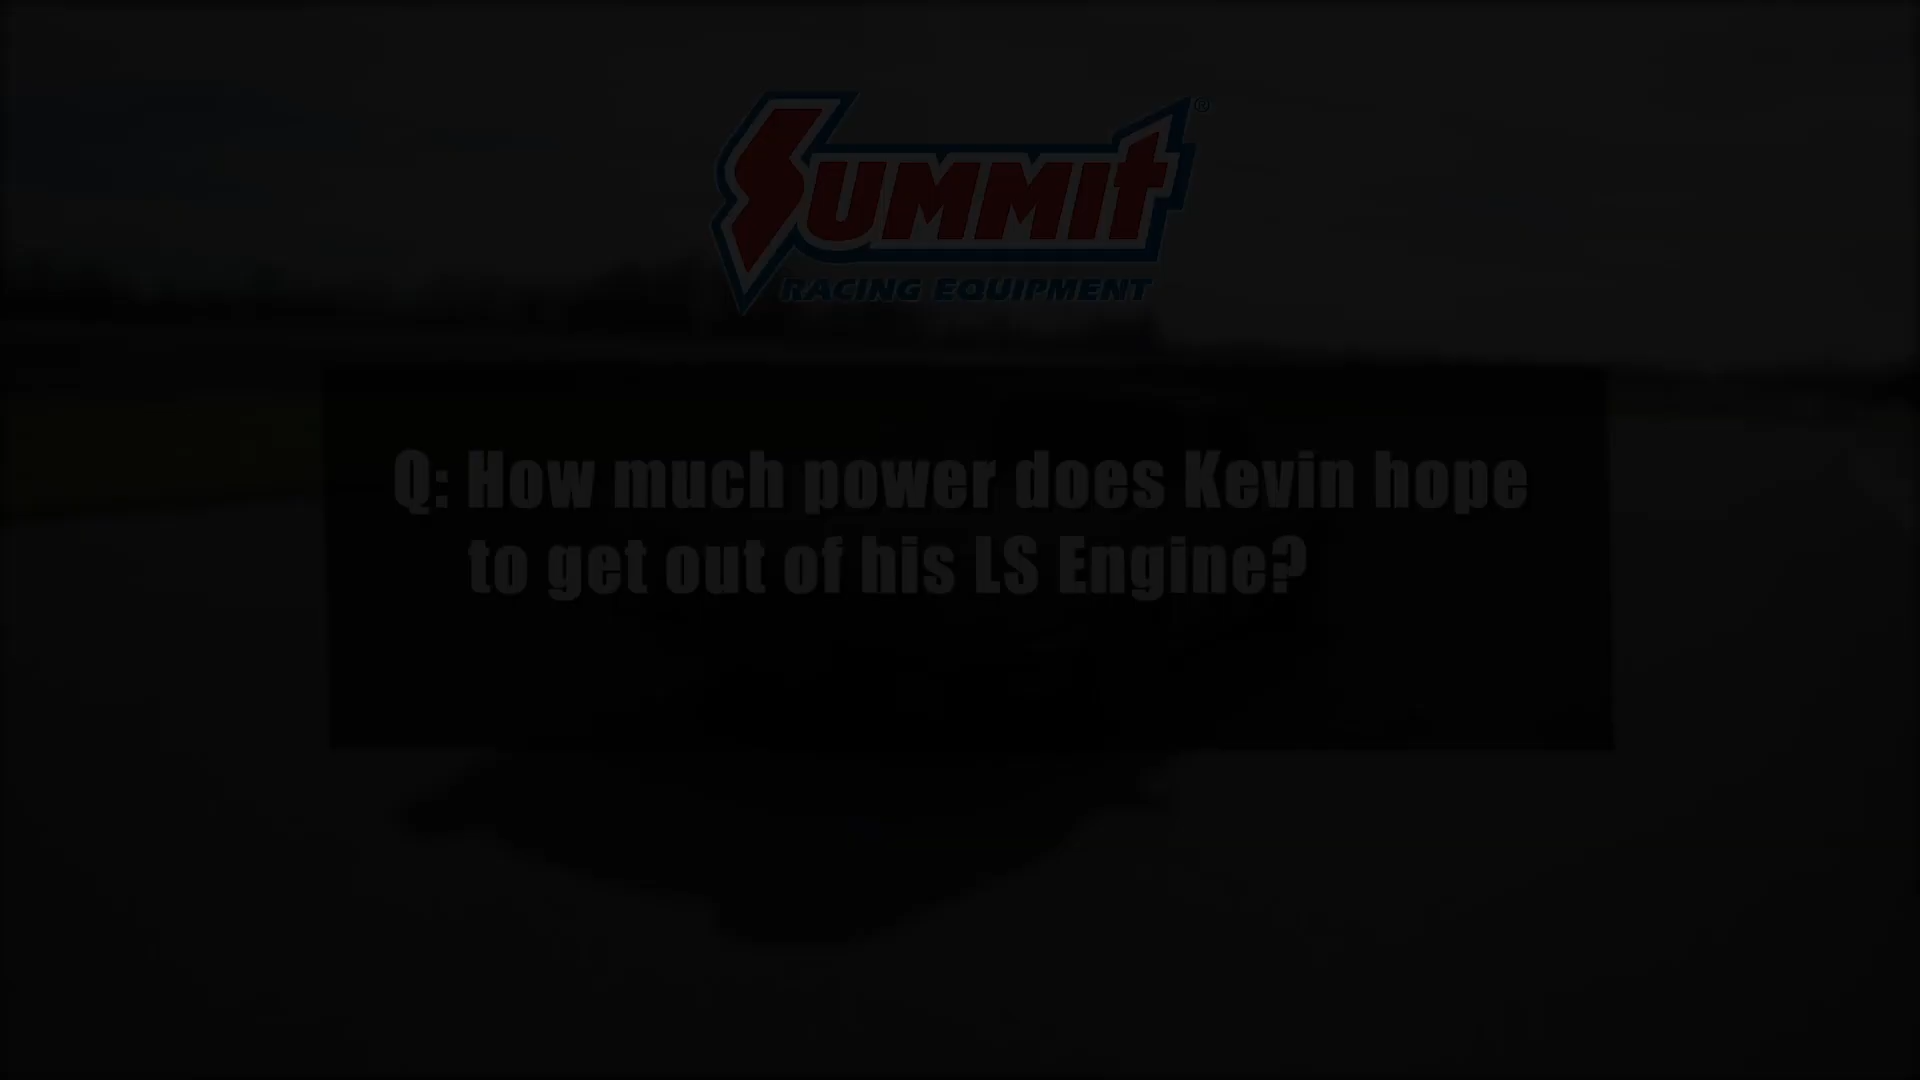 SUMMIT ®
RACING EQUIPMENT
Q: How much power does Kevin hope
to get out of his LS Engine?